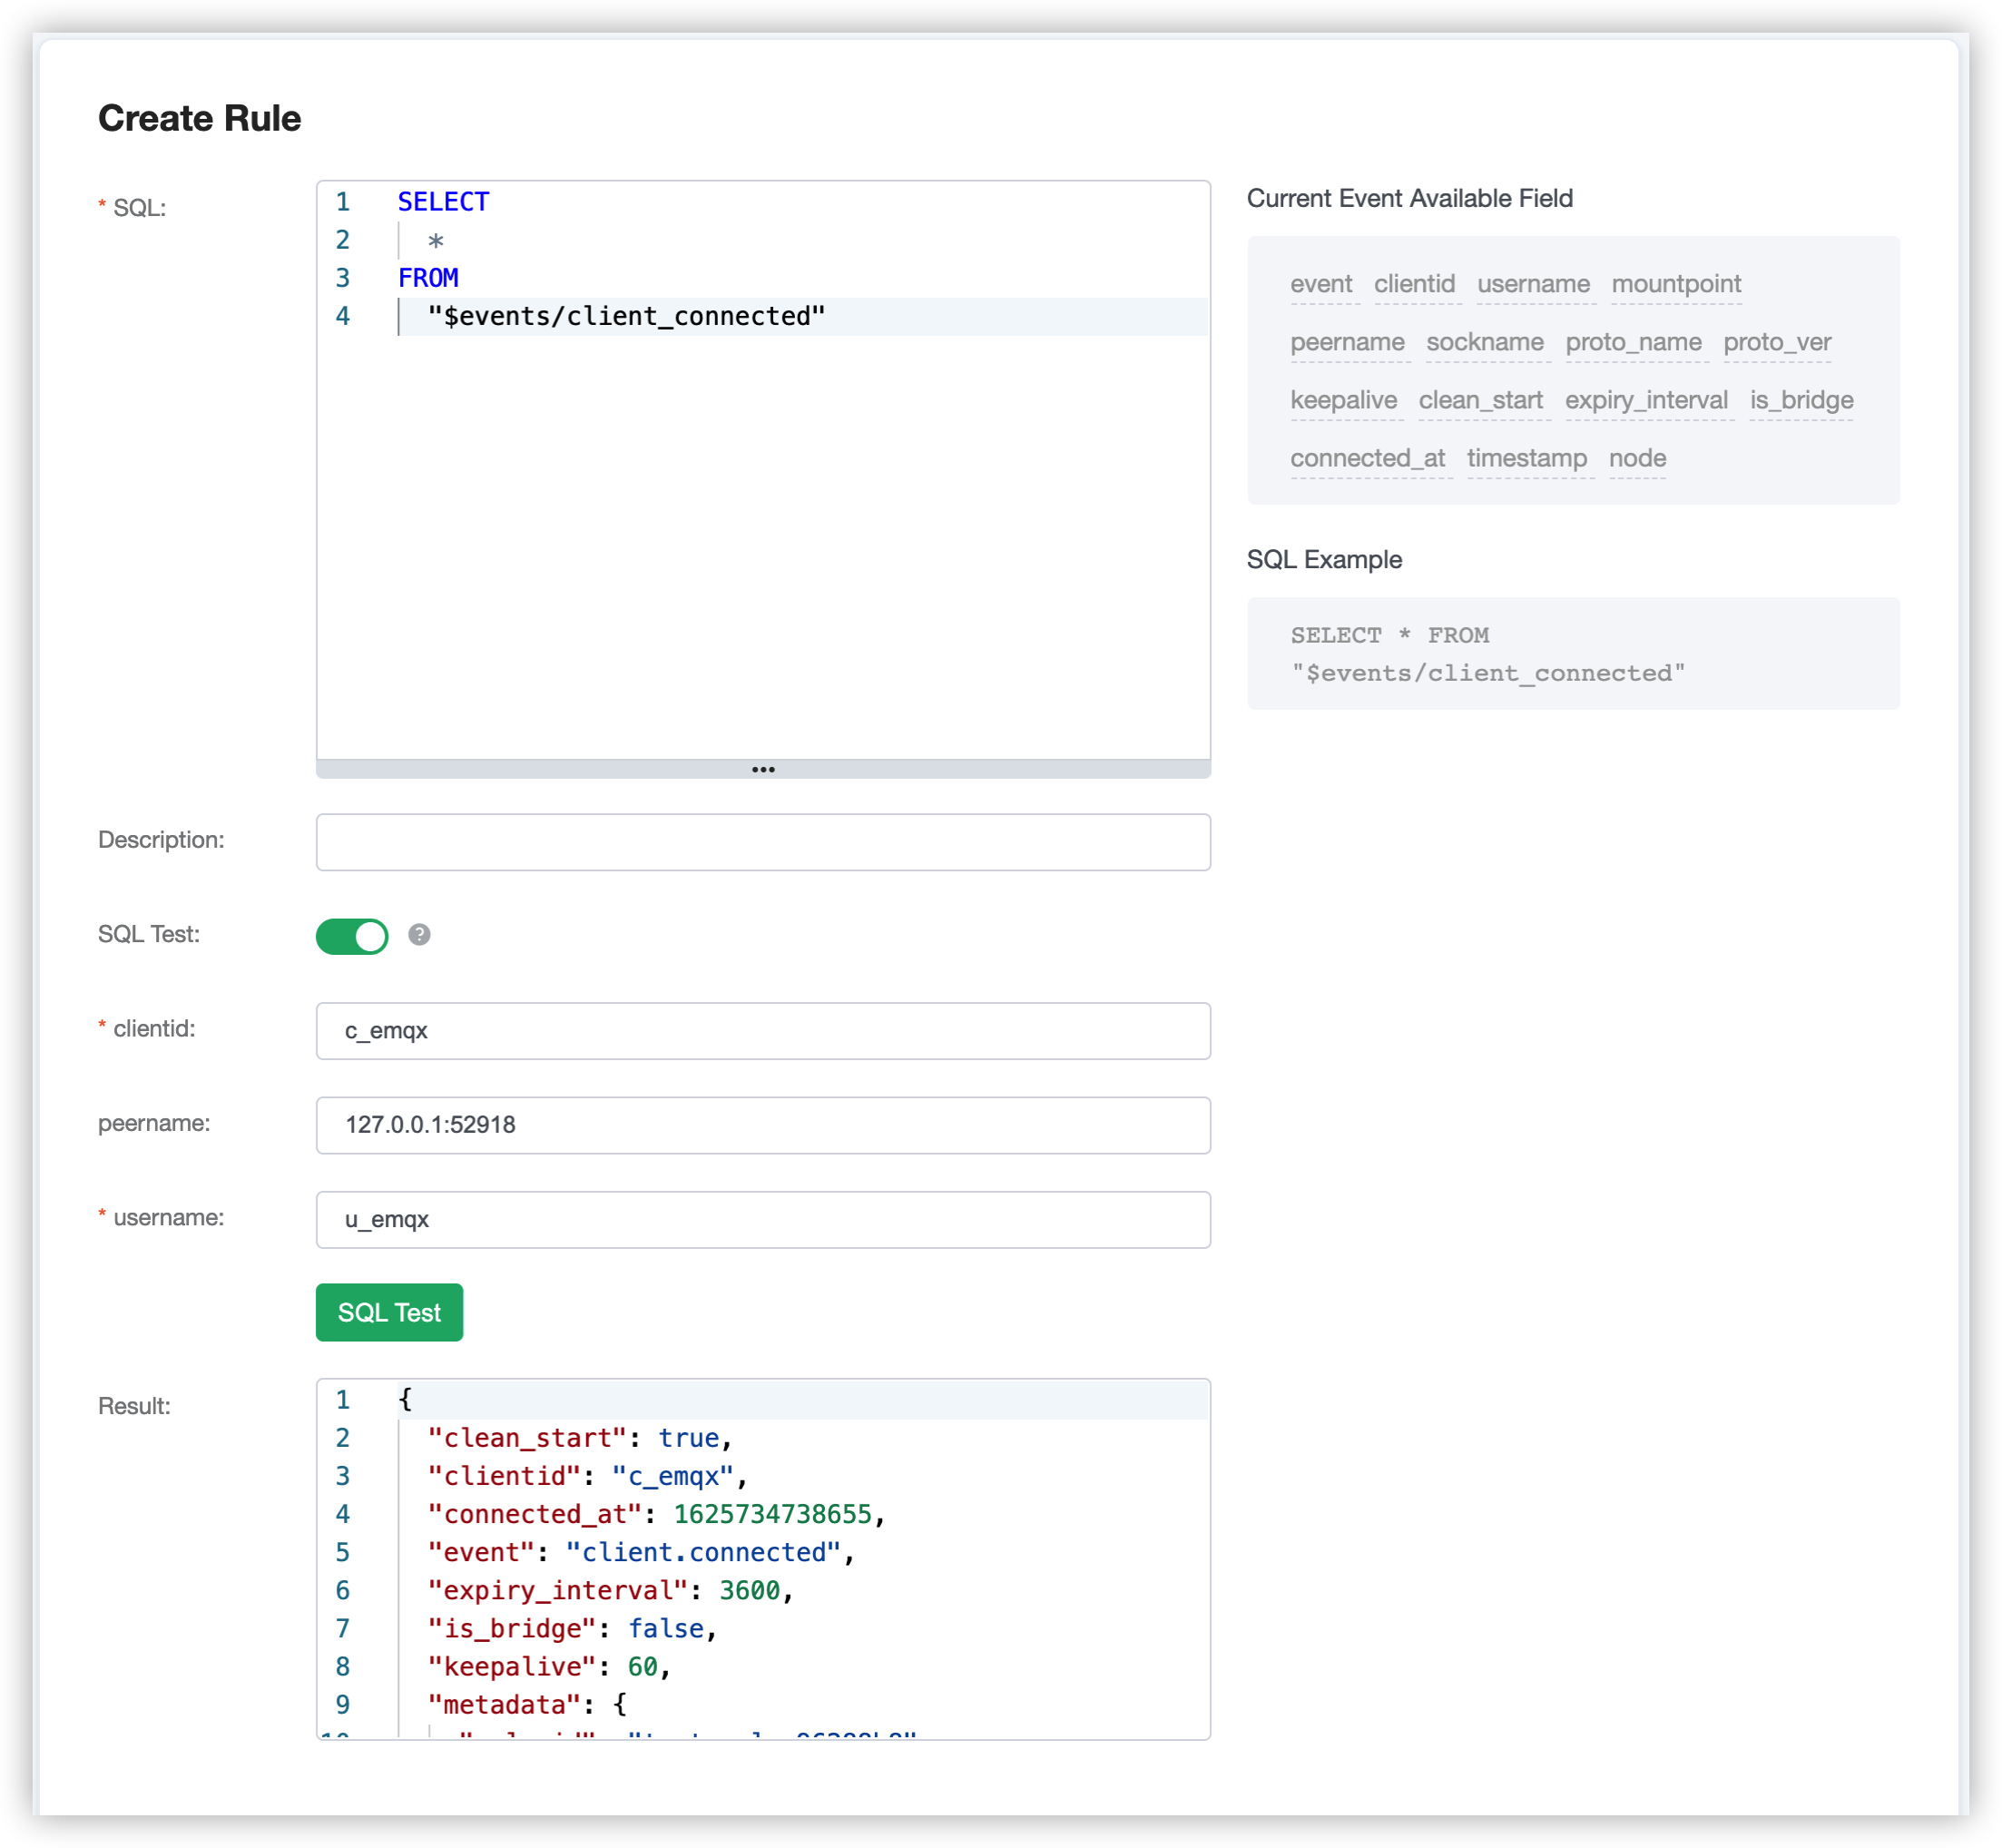 Create Rule
* SQL:
1 SELECT
2 *
3 FROM
4 "$events/client_connected"
Current Event Available Field
event clientid username mountpoint
peername sockname proto_name proto_ver
keepalive clean_start expiry_interval is_bridge
connected_at timestamp node
SQL Example
SELECT * FROM
"$events/client_connected"
Description:
SQL Test:
* clientid:
c_emqx
peername:
127.0.0.1:52918
* username:
u_emqx
SQL Test
Result:
1 {
2 "clean_start": true,
3 "clientid": "c_emqx",
4 "connected_at": 1625734738655,
5 "event": "client.connected",
6 "expiry_interval": 3600,
7 "is_bridge": false,
8 "keepalive": 60,
9 "metadata": {